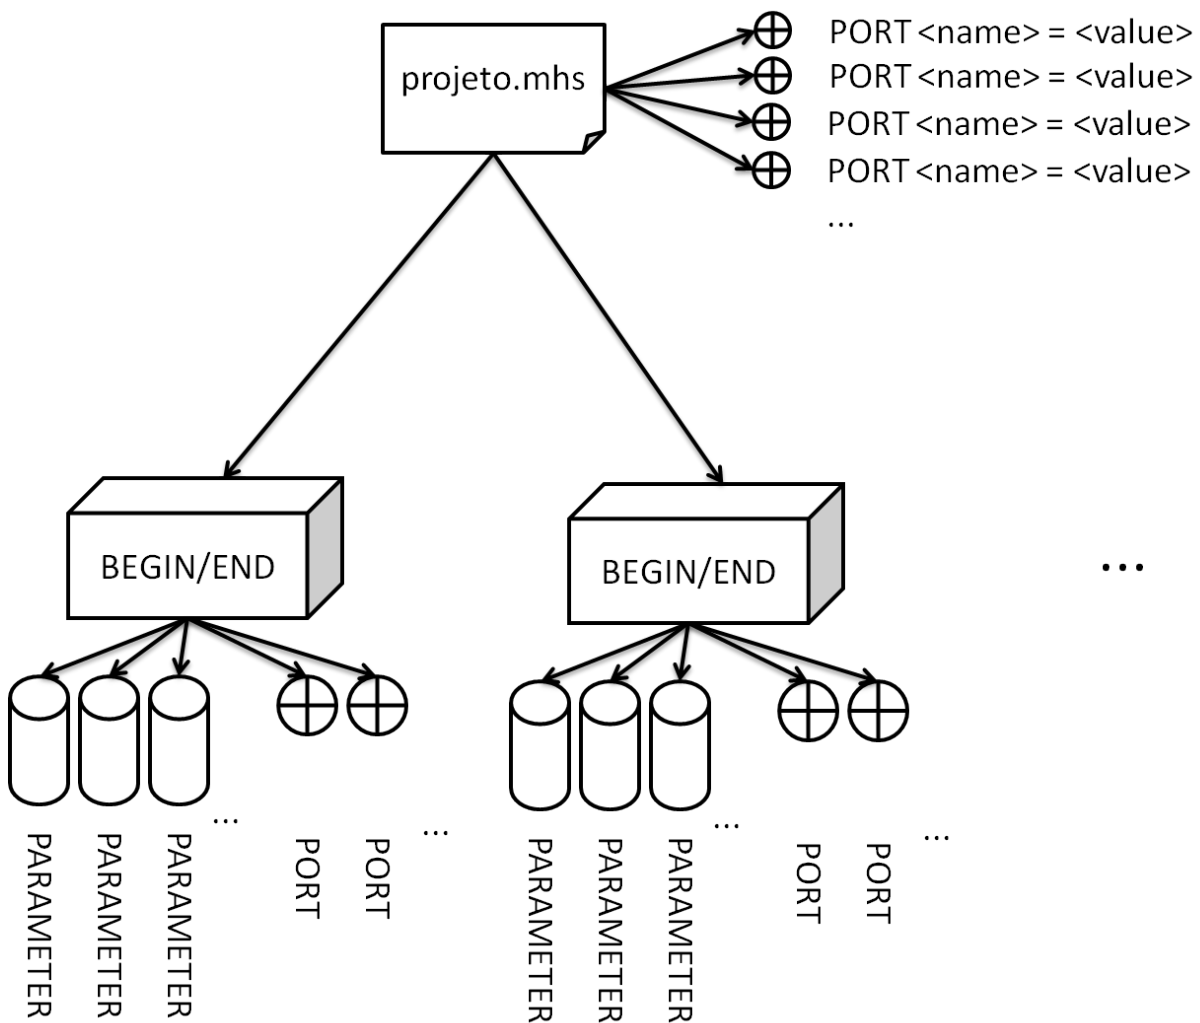 projeto.mhs
PORT <name> = <value>
PORT <name> = <value>
PORT <name> = <value>
PORT <name> = <value>
...
BEGIN/END
BEGIN/END
...
PARAMETER
PARAMETER
PARAMETER
...
PORT
PORT
...
PARAMETER
PARAMETER
PARAMETER
...
PORT
PORT
...